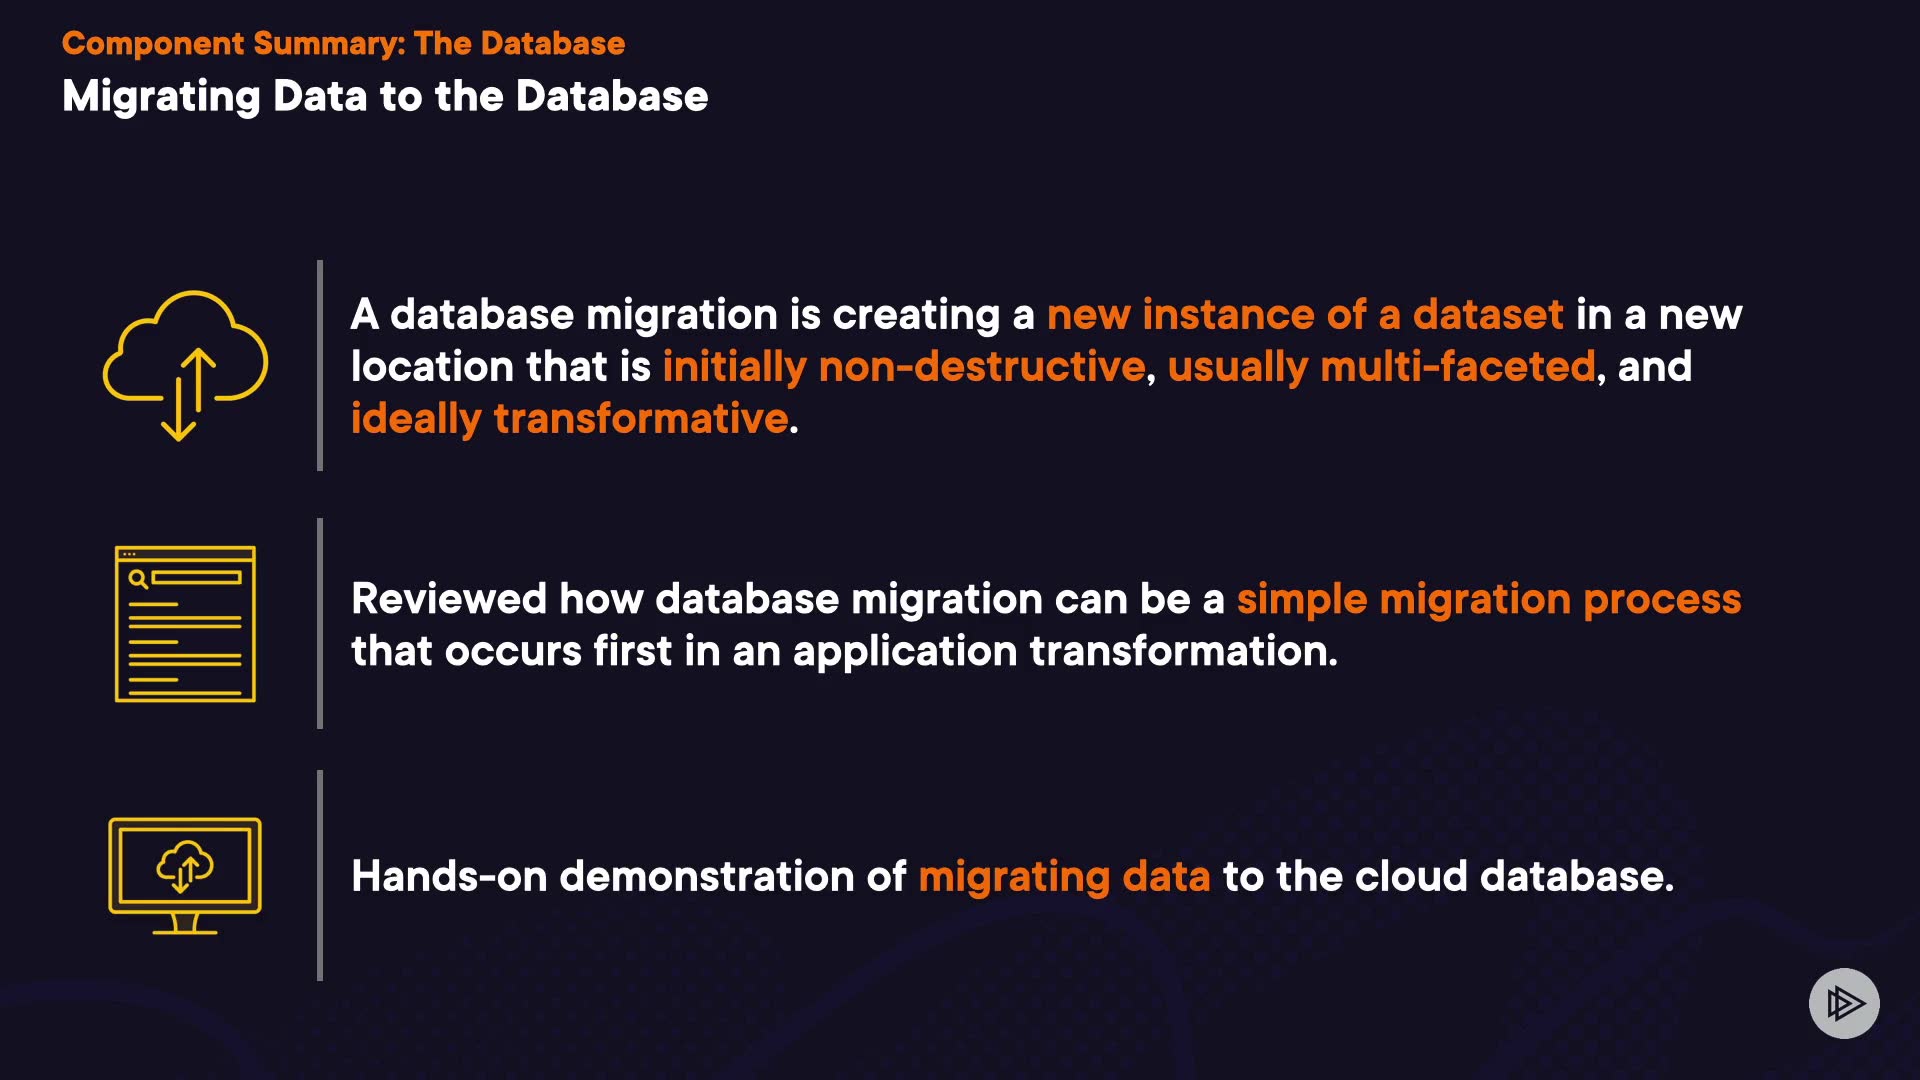 Component Summary: The Database
Migrating Data to the Database
A database migration is creating a new instance of a dataset in a new
location that is initially non-destructive, usually multi-faceted, and
ideally transformative.
Reviewed how database migration can be a simple migration process
that occurs first in an application transformation.
Hands-on demonstration of migrating data to the cloud database.